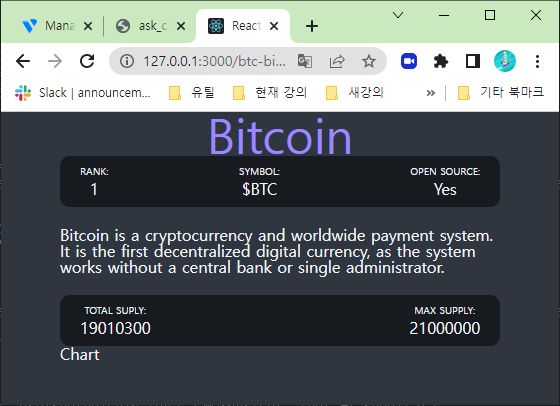 Mana
ask_c
React
127.0.0.1:3000/btc-bi...
Slack | announcem...
유틸
현재 강의
새강의
기타 북마크
Bitcoin
RANK:
SYMBOL:
OPEN SOURCE:
1
$BTC
Yes
Bitcoin is a cryptocurrency and worldwide payment system.
It is the first decentralized digital currency, as the system
works without a central bank or single administrator.
TOTAL SUPLY:
MAX SUPPLY:
19010300
21000000
Chart